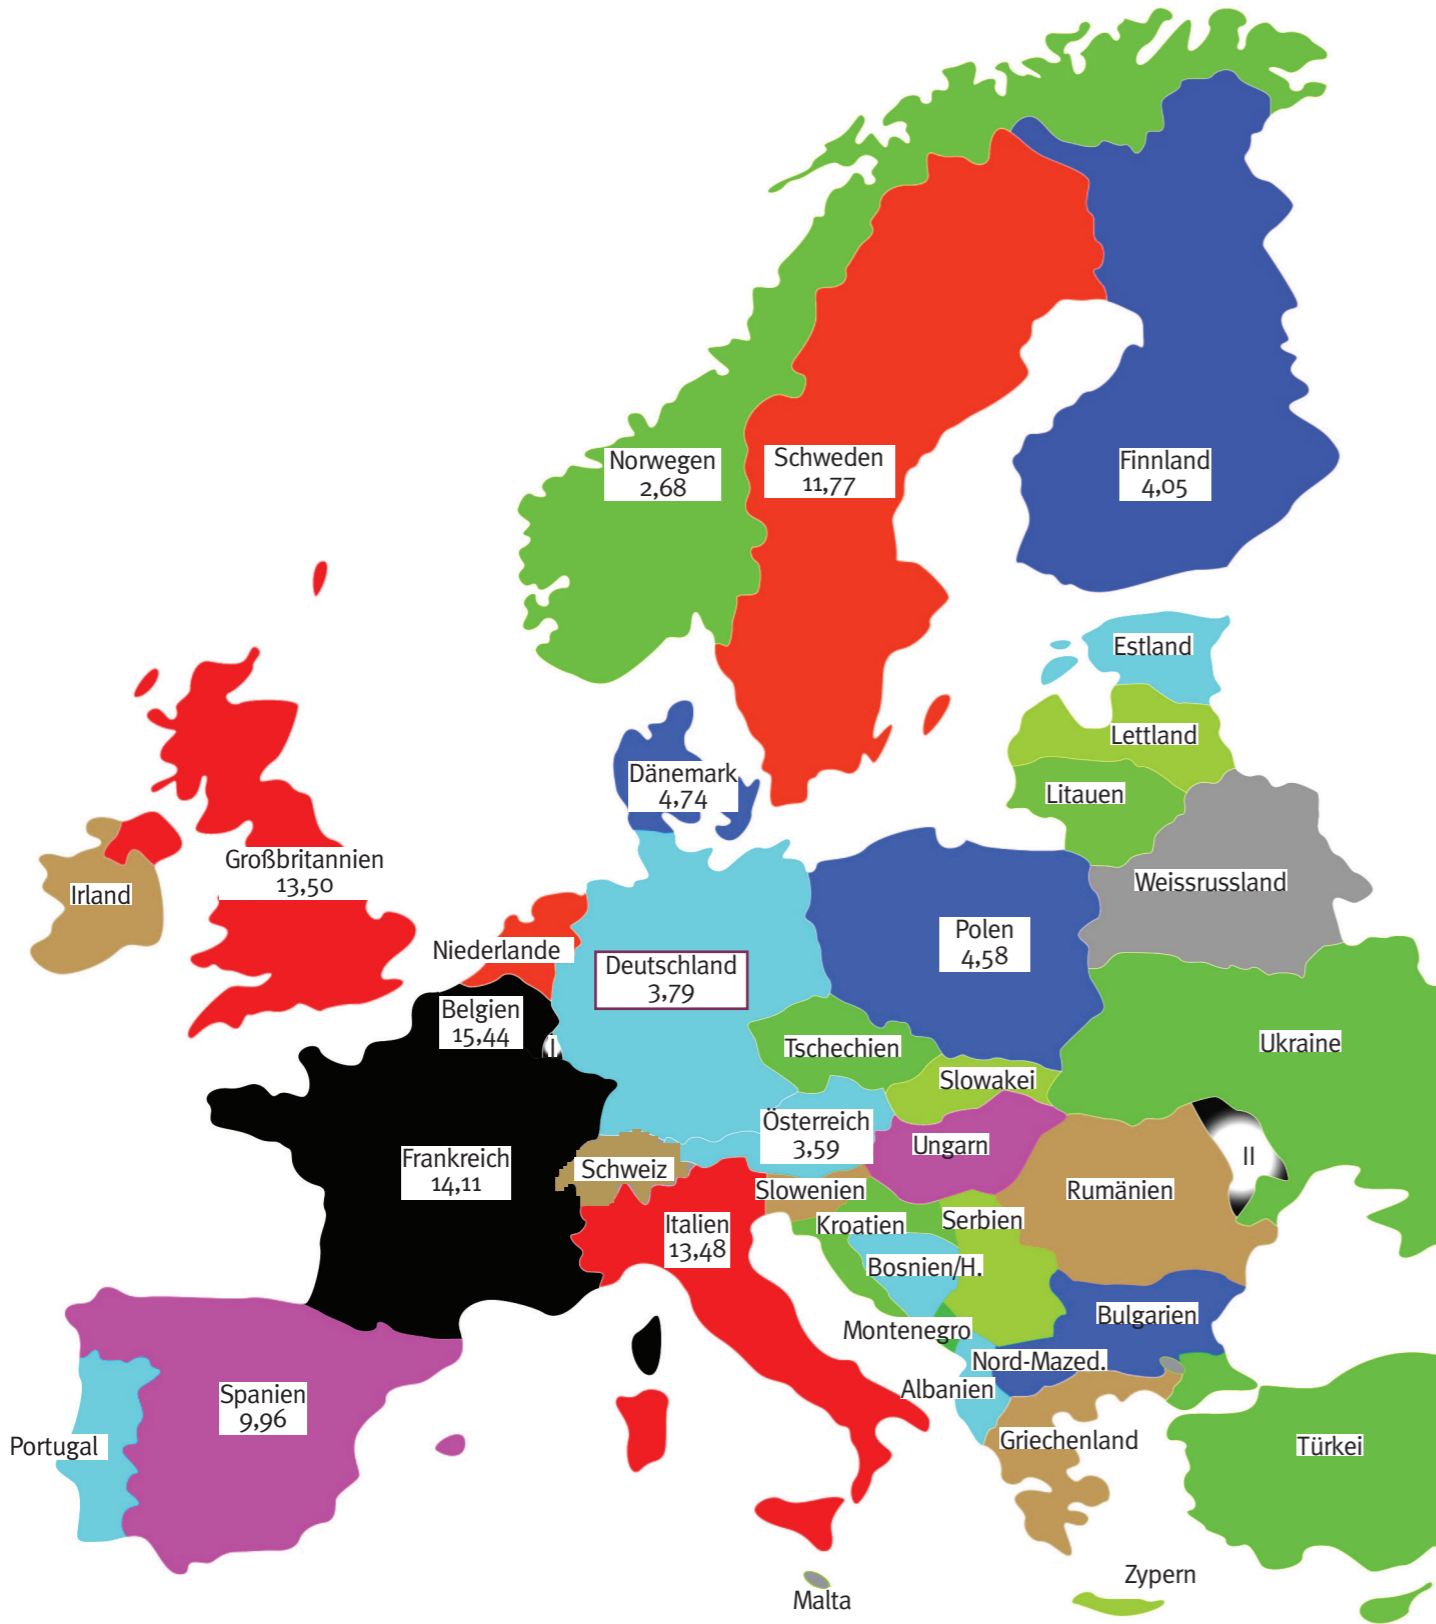 Norwegen
2,68
Schweden
11,77
Finnland
4,05
Estland
Lettland
Dänemark
4,74
Litauen
Großbritannien
13,50
Irland
Weissrussland
Polen
4,58
Niederlande
Deutschland
3,79
Belgien
15,44
I
Tschechien
Ukraine
Slowakei
Österreich
3,59
Ungarn
II
Frankreich
14,11
Schweiz
Slowenien
Rumänien
Kroatien
Serbien
Italien
13,48
Bosnien/H.
Bulgarien
Montenegro
Nord-Mazed.
Albanien
Spanien
9,96
Portugal
Griechenland
Türkei
Zypern
Malta